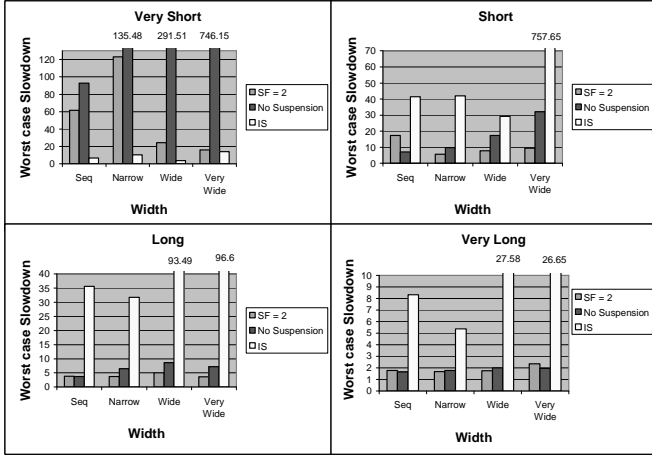 Very Short
135.48 291.51 746.15
Worst case Slowdown
120
100
80
60
40
20
0
Seq Narrow Wide Very Wide
Width
SF = 2
No Suspension
IS
Short
757.65
Worst case Slowdown
70
60
50
40
30
20
10
0
Seq Narrow Wide Very Wide
Width
SF = 2
No Suspension
IS
Long
93.49 96.6
Worst case Slowdown
40
35
30
25
20
15
10
5
0
Seq Narrow Wide Very Wide
Width
SF = 2
No Suspension
IS
Very Long
27.58 26.65
Worst case Slowdown
10
9
8
7
6
5
4
3
2
1
0
Seq Narrow Wide Very Wide
Width
SF = 2
No Suspension
IS